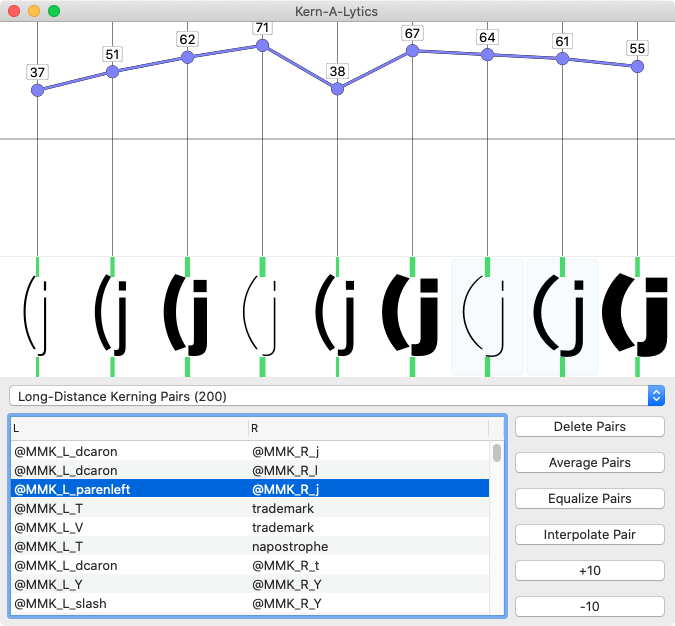 Kern-A-Lytics
37 51 62 71 38 67 64 61 55
(j (j (j (j (j (j (j (j (j
Long-Distance Kerning Pairs (200)
L R
@MMK_L_dcaron @MMK_R_j
@MMK_L_dcaron @MMK_R_l
@MMK_L_parenleft @MMK_R_j
@MMK_L_T trademark
@MMK_L_V trademark
@MMK_L_T napostrophe
@MMK_L_dcaron @MMK_R_t
@MMK_L_Y @MMK_R_Y
@MMK_L_slash @MMK_R_Y
Delete Pairs
Average Pairs
Equalize Pairs
Interpolate Pair
+10
-10